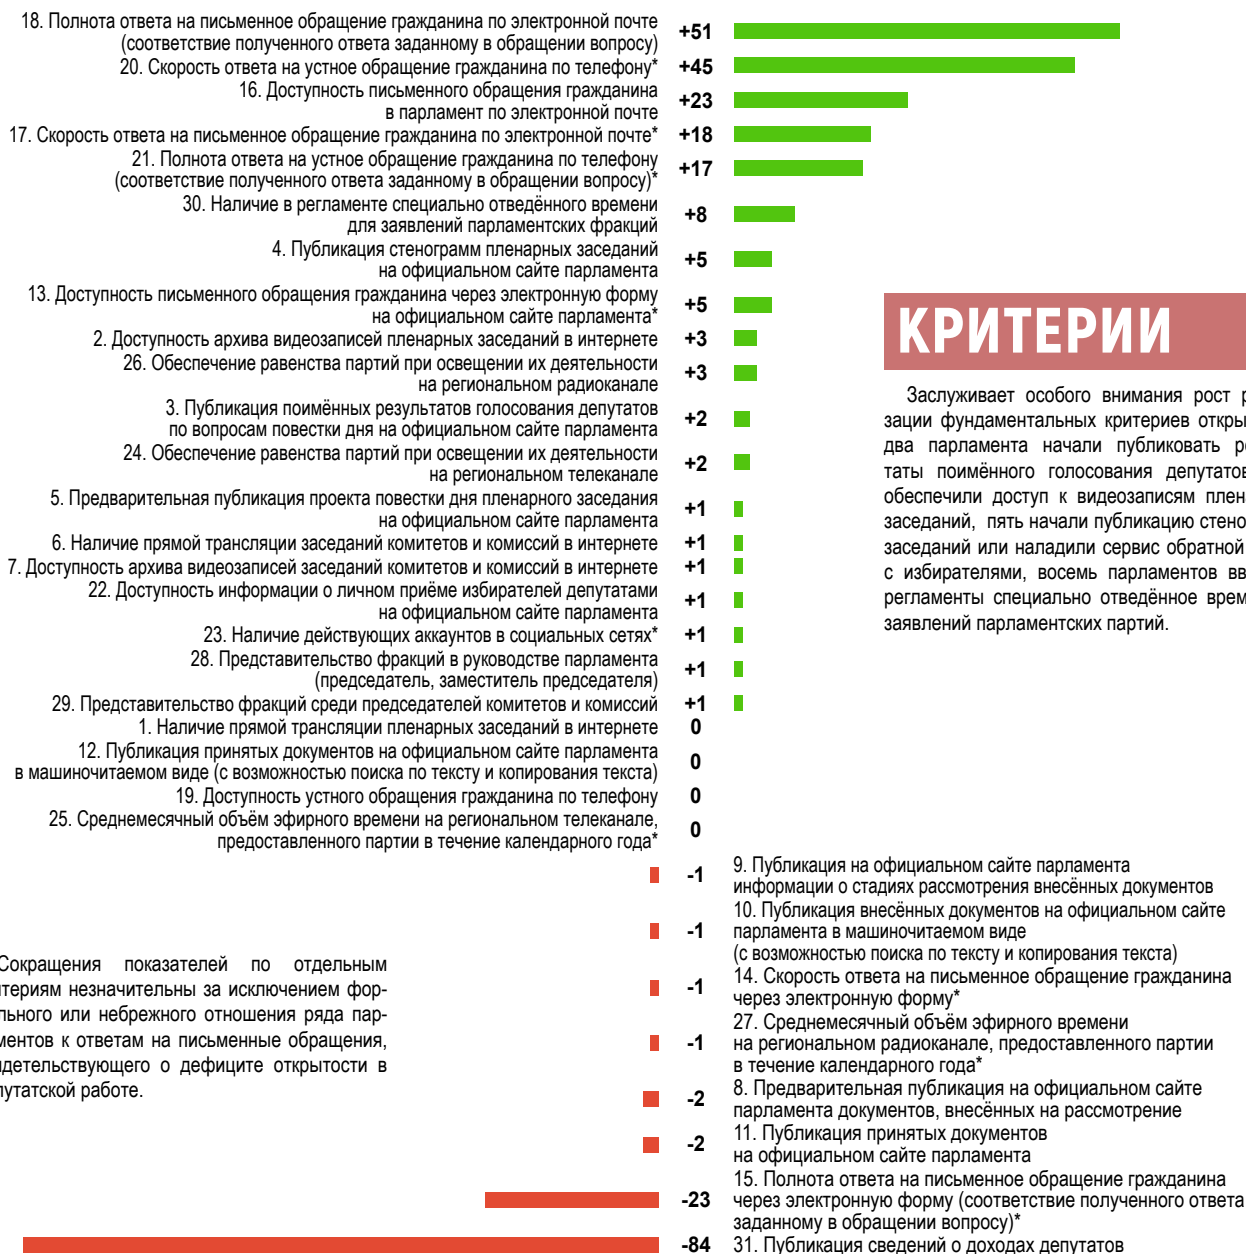 18. Полнота ответа на письменное обращение гражданина по электронной почте
(соответствие полученного ответа заданному в обращении вопросу)
+51
20. Скорость ответа на устное обращение гражданина по телефону*
+45
16. Доступность письменного обращения гражданина
в парламент по электронной почте
+23
17. Скорость ответа на письменное обращение гражданина по электронной почте*
+18
21. Полнота ответа на устное обращение гражданина по телефону
(соответствие полученного ответа заданному в обращении вопросу)*
+17
30. Наличие в регламенте специально отведённого времени
для заявлений парламентских фракций
+8
4. Публикация стенограмм пленарных заседаний
на официальном сайте парламента
+5
13. Доступность письменного обращения гражданина через электронную форму
на официальном сайте парламента*
+5
2. Доступность архива видеозаписей пленарных заседаний в интернете
+3
26. Обеспечение равенства партий при освещении их деятельности
на региональном радиоканале
+3
3. Публикация поимённых результатов голосования депутатов
по вопросам повестки дня на официальном сайте парламента
+2
24. Обеспечение равенства партий при освещении их деятельности
на региональном телеканале
+2
5. Предварительная публикация проекта повестки дня пленарного заседания
на официальном сайте парламента
+1
6. Наличие прямой трансляции заседаний комитетов и комиссий в интернете
+1
7. Доступность архива видеозаписей заседаний комитетов и комиссий в интернете
+1
22. Доступность информации о личном приёме избирателей депутатами
на официальном сайте парламента
+1
23. Наличие действующих аккаунтов в социальных сетях*
+1
28. Представительство фракций в руководстве парламента
(председатель, заместитель председателя)
+1
29. Представительство фракций среди председателей комитетов и комиссий
+1
1. Наличие прямой трансляции пленарных заседаний в интернете
0
12. Публикация принятых документов на официальном сайте парламента
в машиночитаемом виде (с возможностью поиска по тексту и копирования текста)
0
19. Доступность устного обращения гражданина по телефону
0
25. Среднемесячный объём эфирного времени на региональном телеканале,
предоставленного партии в течение календарного года*
0
КРИТЕРИИ
Заслуживает особого внимания рост р
зации фундаментальных критериев откры
два парламента начали публиковать ре
таты поимённого голосования депутатов
обеспечили доступ к видеозаписям плен
заседаний, пять начали публикацию стено
заседаний или наладили сервис обратной
с избирателями, восемь парламентов вв
регламенты специально отведённое врем
заявлений парламентских партий.
-1
9. Публикация на официальном сайте парламента
информации о стадиях рассмотрения внесённых документов
-1
10. Публикация внесённых документов на официальном сайте
парламента в машиночитаемом виде
(с возможностью поиска по тексту и копирования текста)
-1
14. Скорость ответа на письменное обращение гражданина
через электронную форму*
-1
27. Среднемесячный объём эфирного времени
на региональном радиоканале, предоставленного партии
в течение календарного года*
-2
8. Предварительная публикация на официальном сайте
парламента документов, внесённых на рассмотрение
-2
11. Публикация принятых документов
на официальном сайте парламента
-23
15. Полнота ответа на письменное обращение гражданина
через электронную форму (соответствие полученного ответа
заданному в обращении вопросу)*
-84
31. Публикация сведений о доходах депутатов
Сокращения показателей по отдельным
териям незначительны за исключением фор-
льного или небрежного отношения ряда пар-
ментов к ответам на письменные обращения,
идетельствующего о дефиците открытости в
путатской работе.